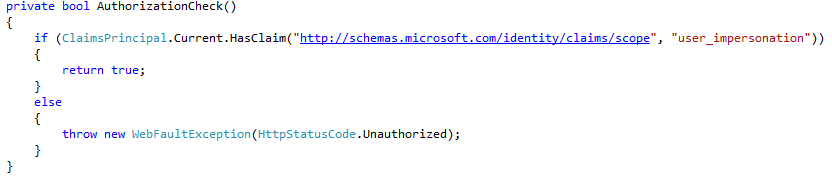 private bool AuthorizationCheck()
{
    if (ClaimsPrincipal.Current.HasClaim("http://schemas.microsoft.com/identity/claims/scope", "user_impersonation"))
    {
        return true;
    }
    else
    {
        throw new WebFaultException(HttpStatusCode.Unauthorized);
    }
}